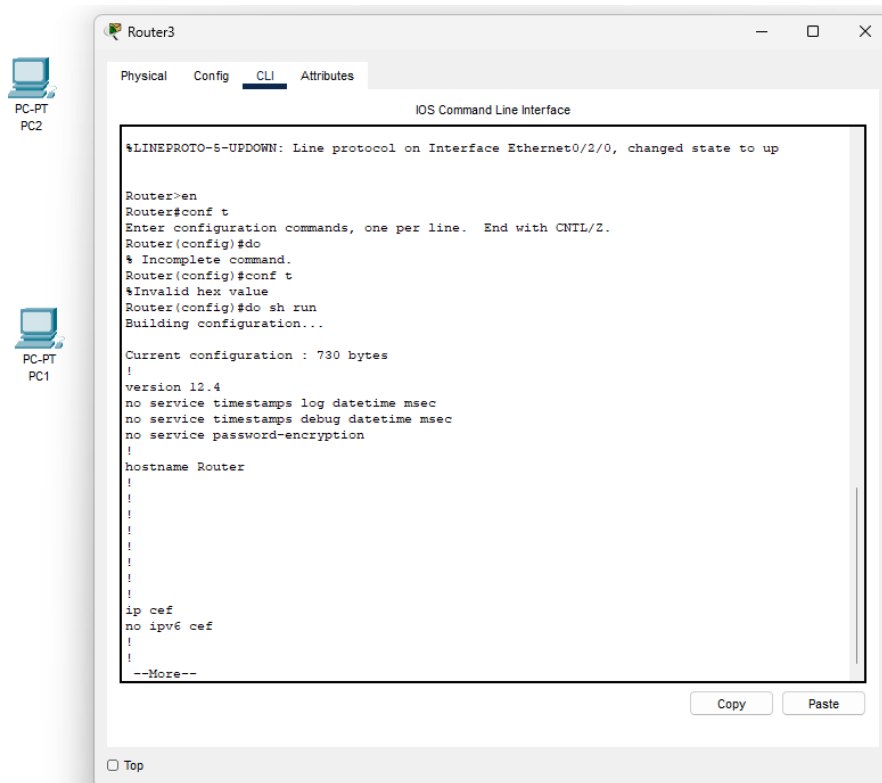 Router3
Physical Config CLI Attributes
IOS Command Line Interface
PC-PT
PC2
PC-PT
PC1
%LINEPROTO-5-UPDOWN: Line protocol on Interface Ethernet0/2/0, changed state to up
Router>en
Router#conf t
Enter configuration commands, one per line.  End with CNTL/Z.
Router(config)#do
% Incomplete command.
Router(config)#conf t
%Invalid hex value
Router(config)#do sh run
Building configuration...
Current configuration : 730 bytes
!
version 12.4
no service timestamps log datetime msec
no service timestamps debug datetime msec
no service password-encryption
!
hostname Router
!
!
!
!
!
!
!
!
ip cef
no ipv6 cef
!
!
--More--
Copy Paste
Top